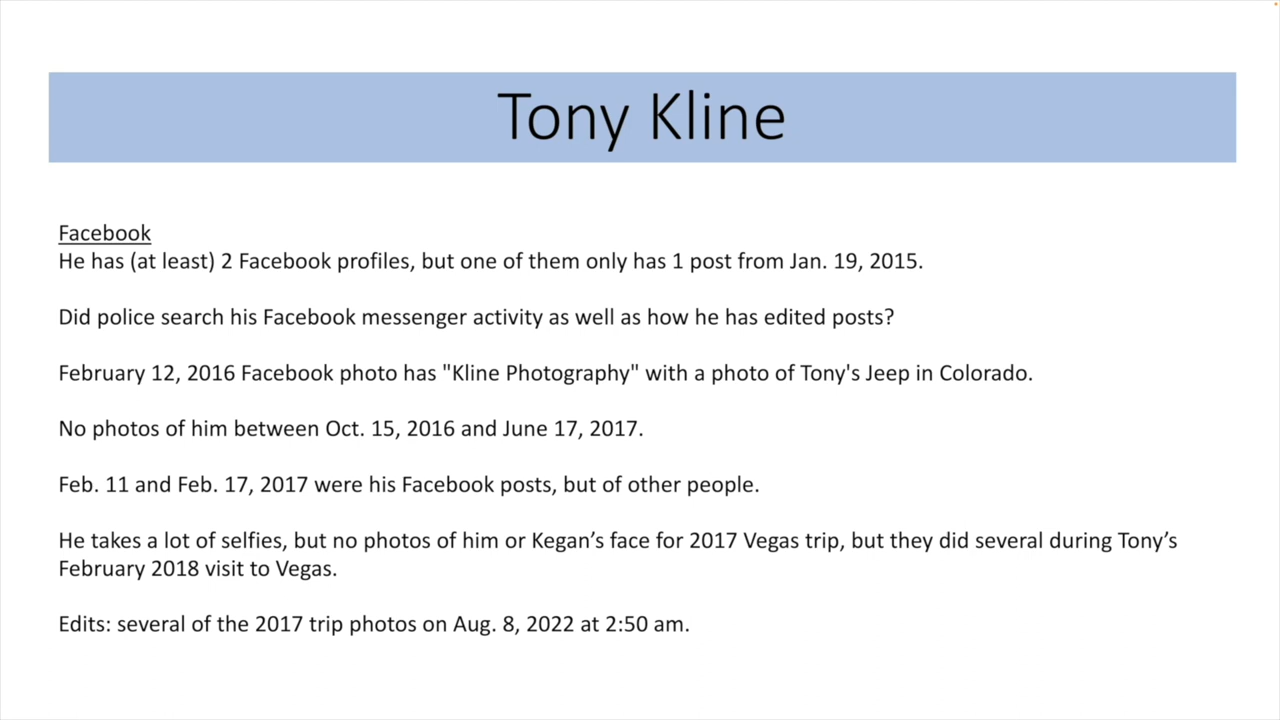 Tony Kline
Facebook
He has (at least) 2 Facebook profiles, but one of them only has 1 post from Jan. 19, 2015.
Did police search his Facebook messenger activity as well as how he has edited posts?
February 12, 2016 Facebook photo has "Kline Photography" with a photo of Tony's Jeep in Colorado.
No photos of him between Oct. 15, 2016 and June 17, 2017.
Feb. 11 and Feb. 17, 2017 were his Facebook posts, but of other people.
He takes a lot of selfies, but no photos of him or Kegan’s face for 2017 Vegas trip, but they did several during Tony’s
February 2018 visit to Vegas.
Edits: several of the 2017 trip photos on Aug. 8, 2022 at 2:50 am.